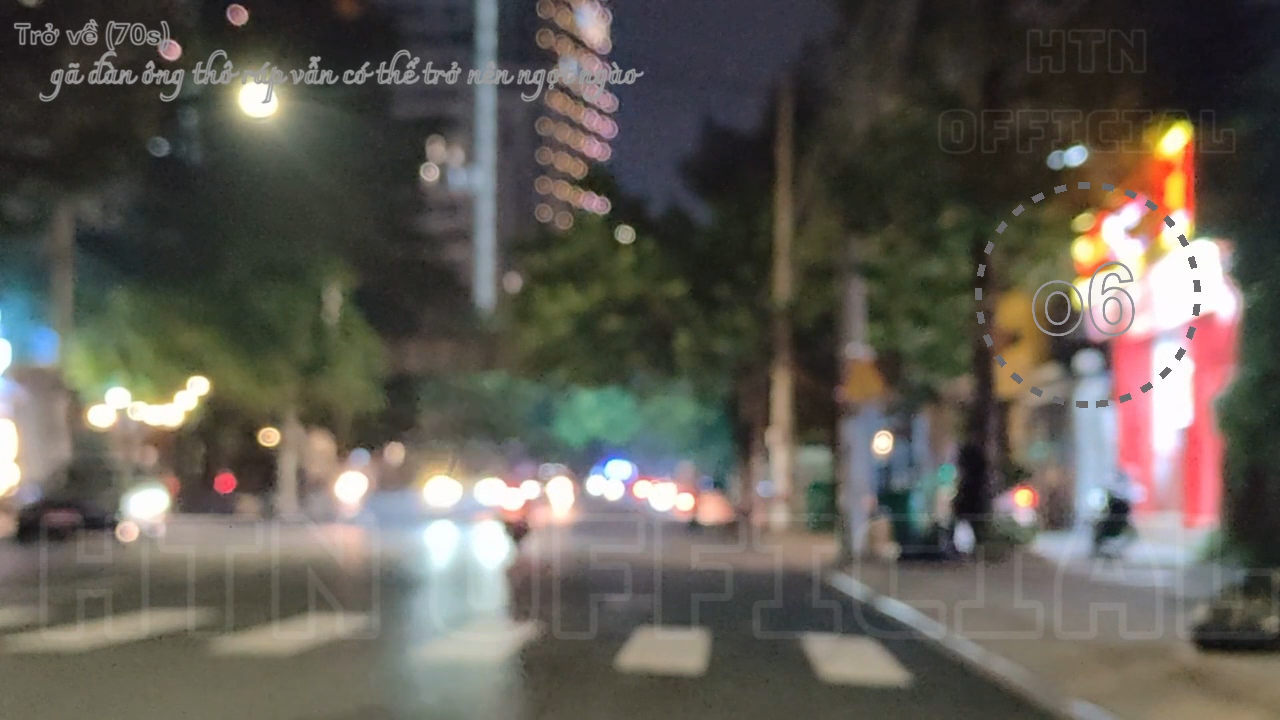 Trở về (70s)
gã đàn ông thô ráp vẫn có thể trở nên ngọt ngào
HTN
OFFICIAL
06
HTN OFFICIAL